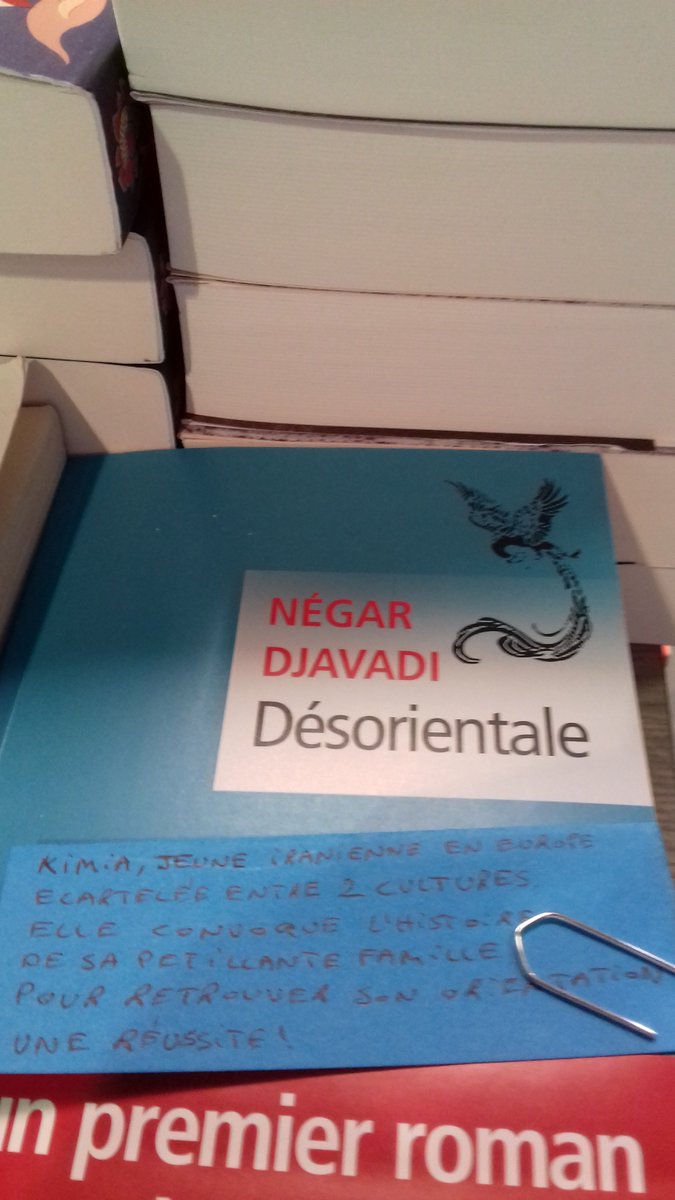 NÉGAR
DJAVADI
Désorientale
KIMIA, JEUNE IRANIENNE EN EUROPE
ECARTELÉE ENTRE 2 CULTURES.
ELLE CONVOQUE L'HISTOIRE
DE SA PETILLANTE FAMILLE
POUR RETROUVER SON ORIENTATION
UNE RÉUSSITE!
un premier roman